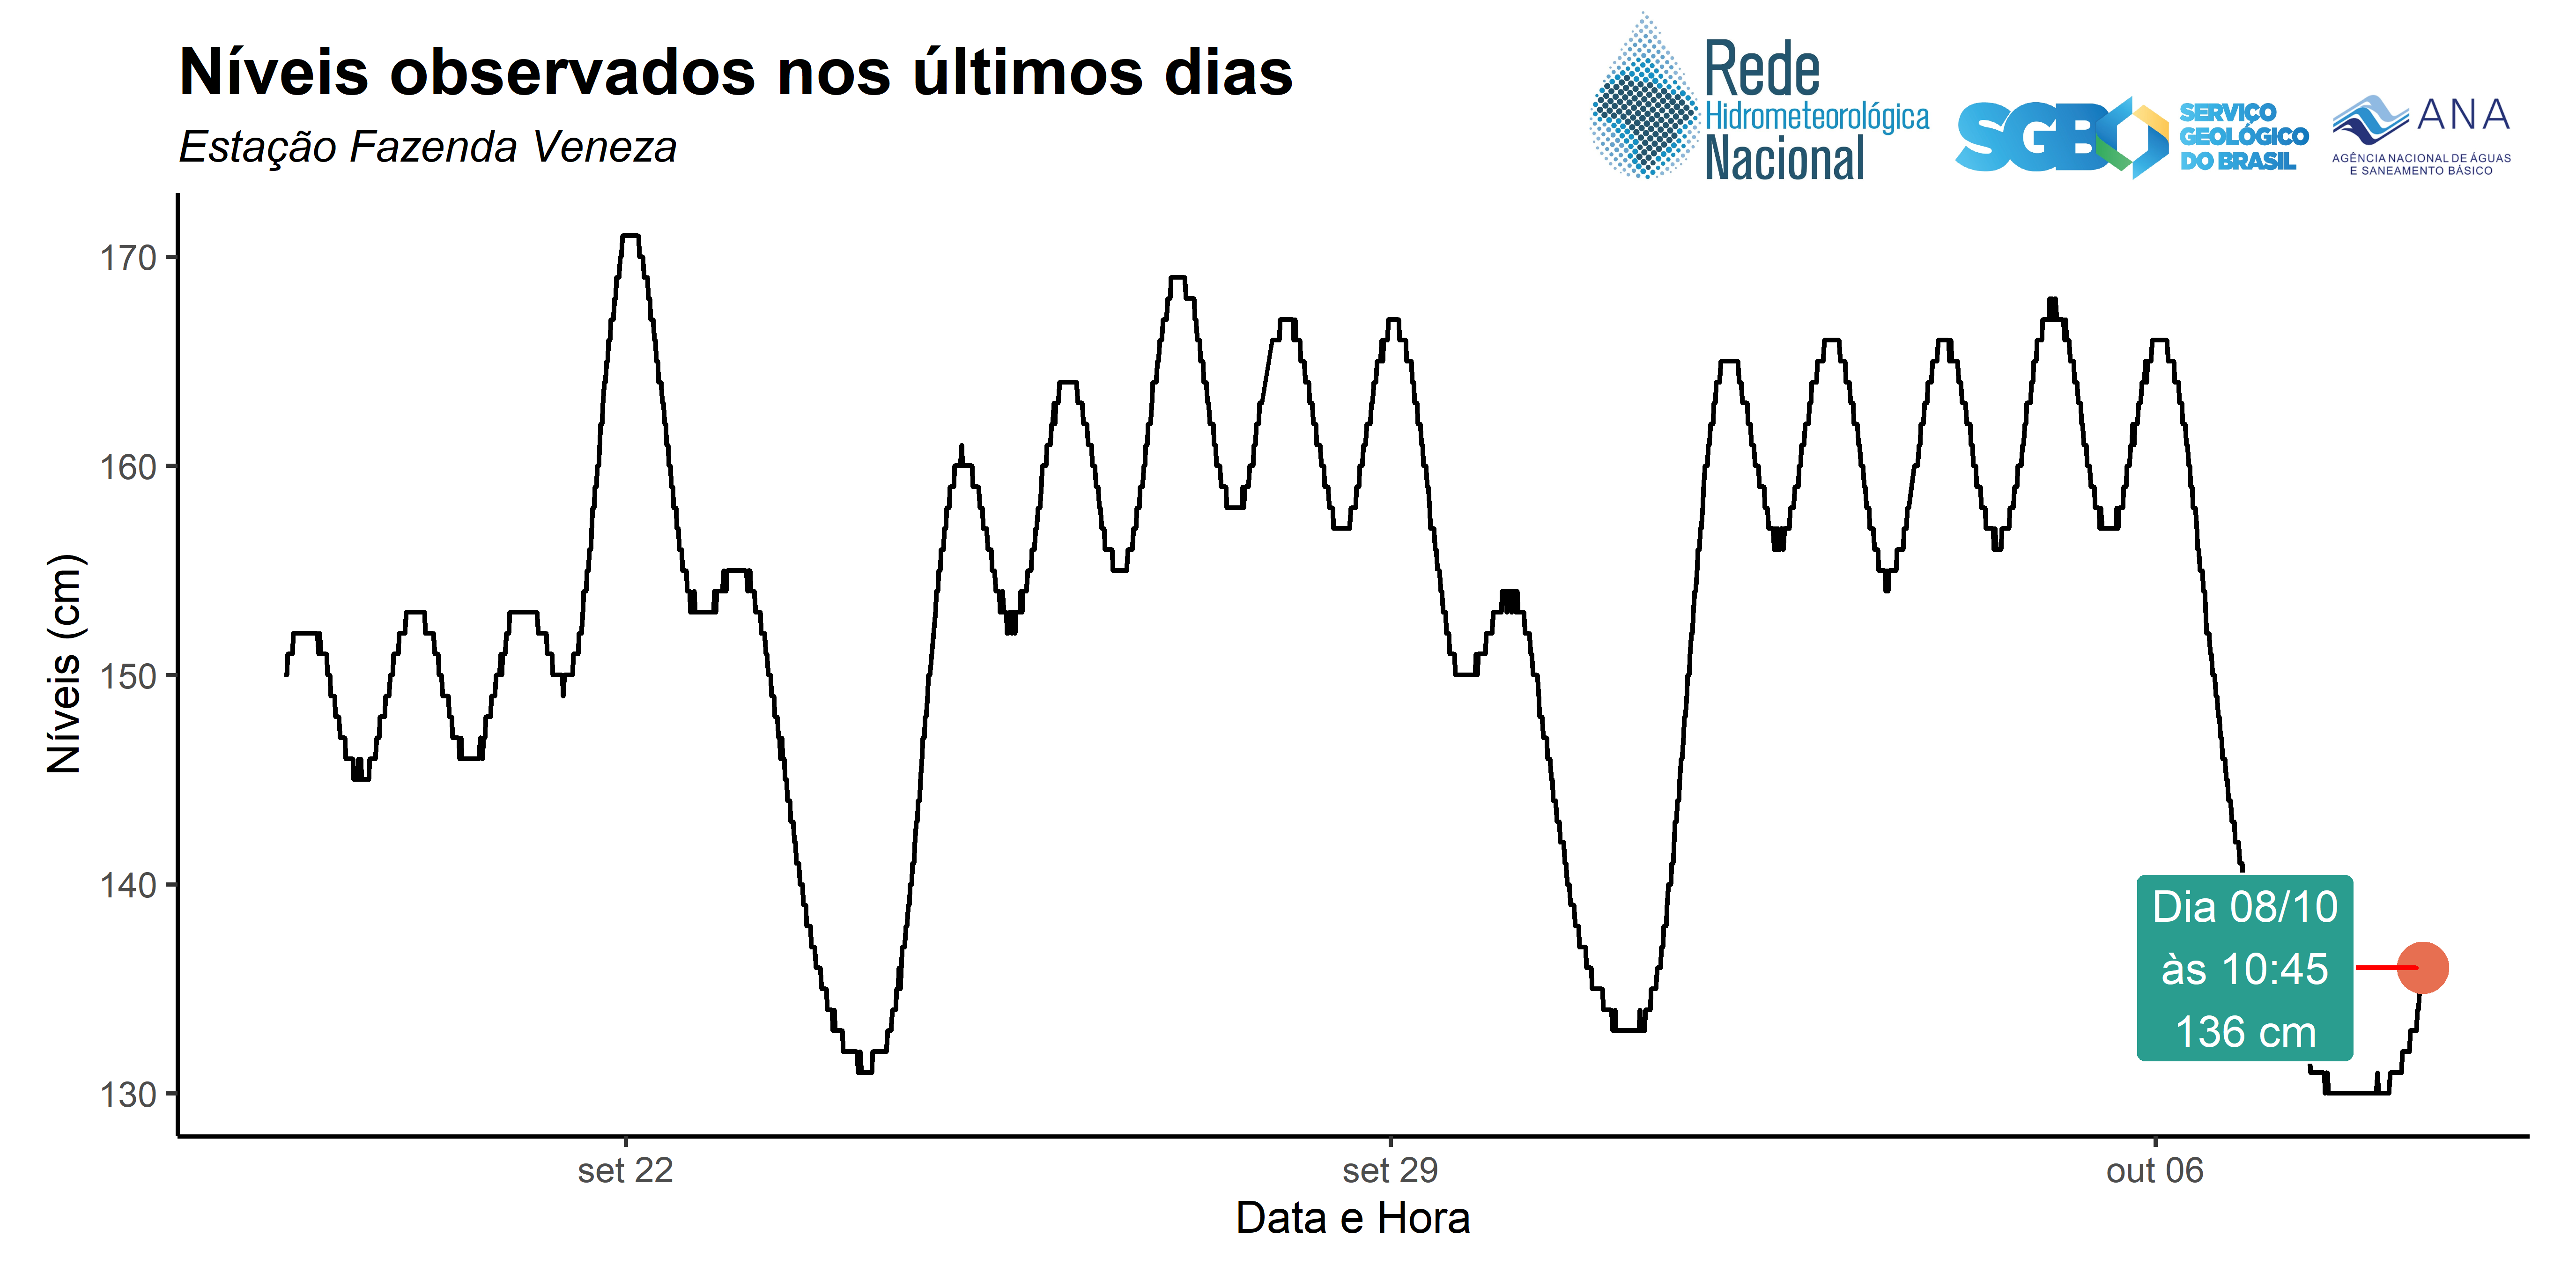 Níveis observados nos últimos dias
Estação Fazenda Veneza
Rede
Hidrometeorológica
Nacional
SGB
SERVIÇO
GEOLÓGICO
DO BRASIL
ANA
AGÊNCIA NACIONAL DE ÁGUAS
E SANEAMENTO BÁSICO
Níveis (cm)
170
160
150
140
130
Dia 08/10
às 10:45
136 cm
set 22
set 29
out 06
Data e Hora